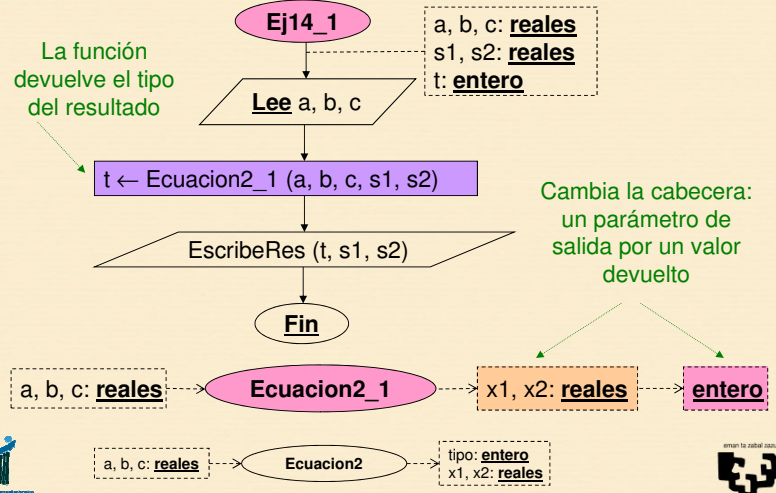 Ej14_1
a, b, c: reales
s1, s2: reales
t: entero
La función
devuelve el tipo
del resultado
Lee a, b, c
t ← Ecuacion2_1 (a, b, c, s1, s2)
Cambia la cabecera:
un parámetro de
salida por un valor
devuelto
EscribeRes (t, s1, s2)
Fin
a, b, c: reales
Ecuacion2_1
x1, x2: reales
entero
a, b, c: reales
Ecuacion2
tipo: entero
x1, x2: reales
eman ta zabal zazu